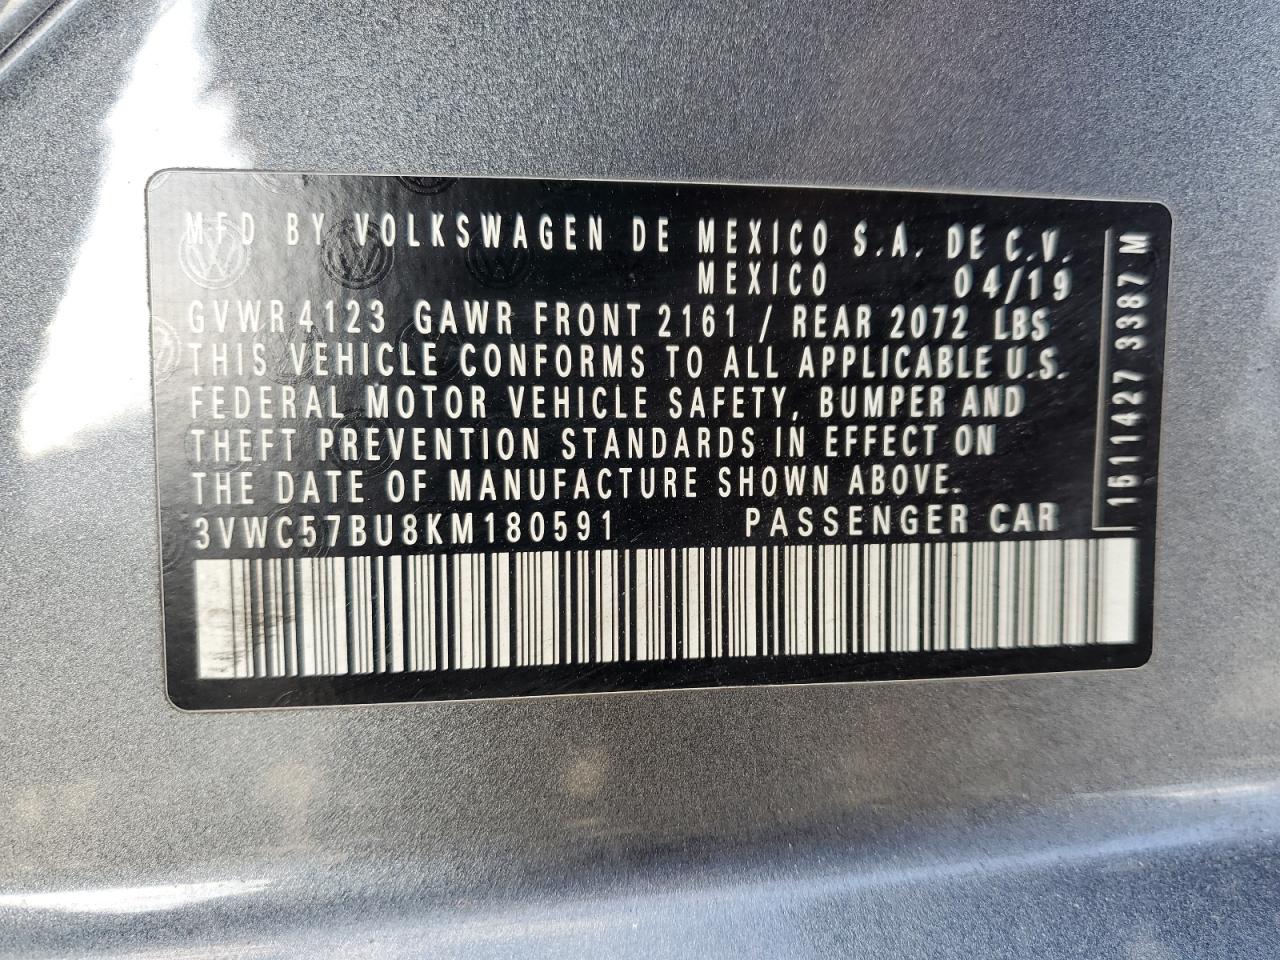 MFD BY VOLKSWAGEN DE MEXICO S.A. DE C.V.
MEXICO 04/19
GVWR 4123 GAWR FRONT 2161 / REAR 2072 LBS
THIS VEHICLE CONFORMS TO ALL APPLICABLE U.S.
FEDERAL MOTOR VEHICLE SAFETY, BUMPER AND
THEFT PREVENTION STANDARDS IN EFFECT ON
THE DATE OF MANUFACTURE SHOWN ABOVE.
3VWC57BU8KM180591 PASSENGER CAR
1511427 3387 M